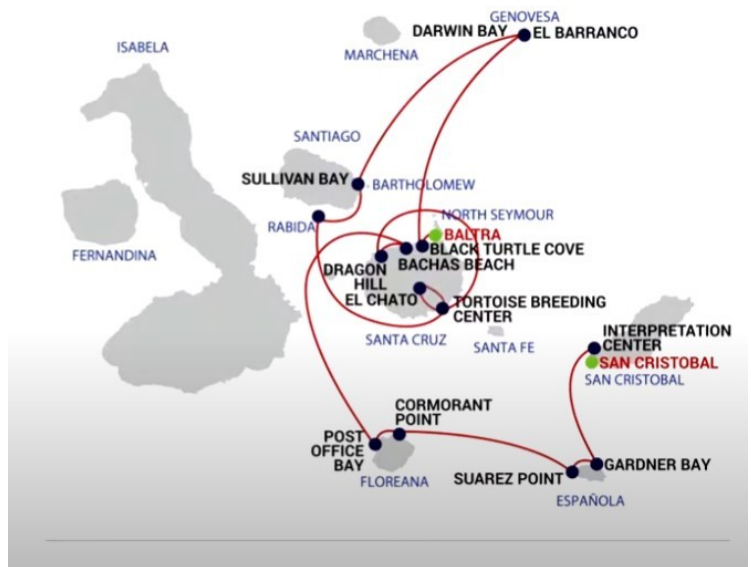 GENOVESA
DARWIN BAY
EL BARRANCO
MARCHENA
ISABELA
SANTIAGO
SULLIVAN BAY
BARTHOLOMEW
RABIDA
NORTH SEYMOUR
BALTRA
FERNANDINA
BLACK TURTLE COVE
BACHAS BEACH
DRAGON
HILL
EL CHATO
TORTOISE BREEDING
CENTER
SANTA CRUZ
SANTA FE
INTERPRETATION
CENTER
SAN CRISTOBAL
SAN CRISTOBAL
CORMORANT
POINT
POST
OFFICE
BAY
FLOREANA
SUAREZ POINT
GARDNER BAY
ESPAÑOLA